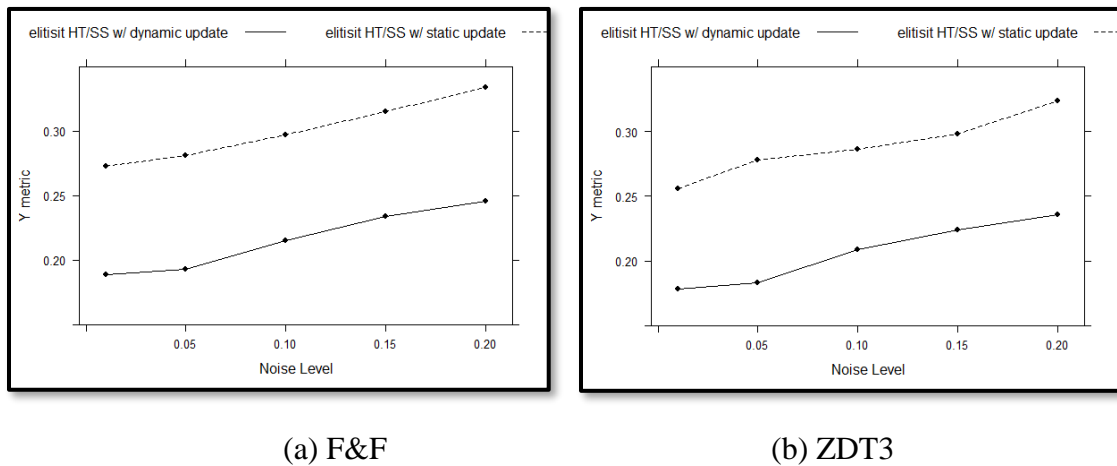 elitisit HT/SS w/ dynamic update elitisit HT/SS w/ static update
0.30
0.25
0.20
Y metric
0.05 0.10 0.15 0.20
Noise Level
(a) F&F
elitisit HT/SS w/ dynamic update elitisit HT/SS w/ static update
0.30
0.25
0.20
Y metric
0.05 0.10 0.15 0.20
Noise Level
(b) ZDT3